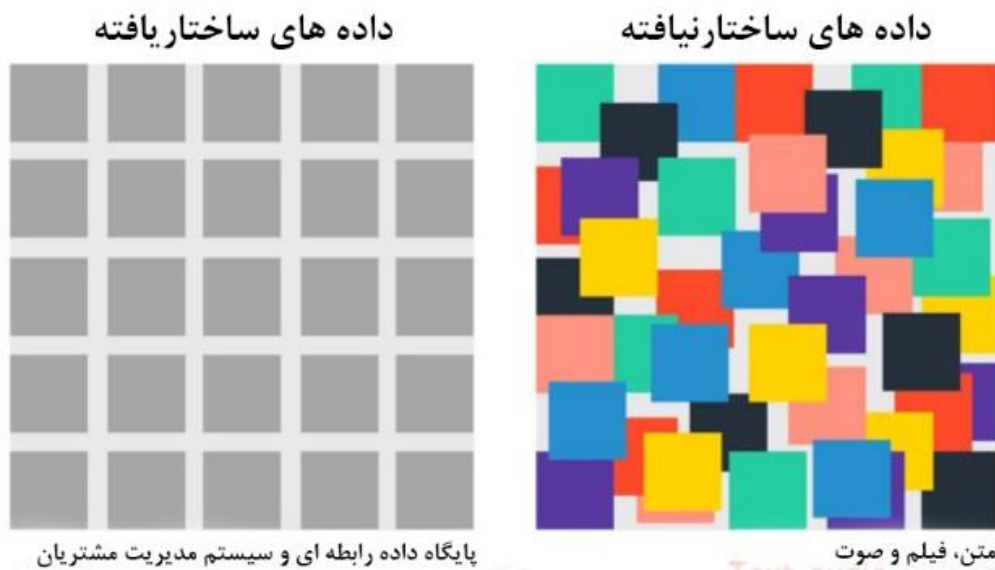 داده های ساختارنیافته
داده های ساختاریافته
متن، فیلم و صوت
پایگاه داده رابطه ای و سیستم مدیریت مشتریان